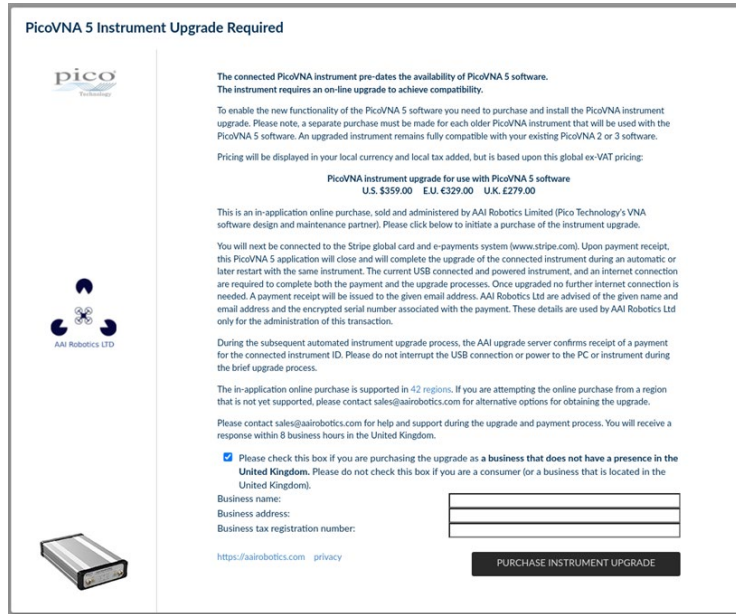 PicoVNA 5 Instrument Upgrade Required
pico
Technology
The connected PicoVNA instrument pre-dates the availability of PicoVNA 5 software.
The instrument requires an on-line upgrade to achieve compatibility.
To enable the new functionality of the PicoVNA 5 software you need to purchase and install the PicoVNA instrument
upgrade. Please note, a separate purchase must be made for each older PicoVNA instrument that will be used with the
PicoVNA 5 software. An upgraded instrument remains fully compatible with your existing PicoVNA 2 or 3 software.
Pricing will be displayed in your local currency and local tax added, but is based upon this global ex-VAT pricing:
PicoVNA instrument upgrade for use with PicoVNA 5 software
U.S. $359.00 E.U. €329.00 U.K. £279.00
This is an in-application online purchase, sold and administered by AAI Robotics Limited (Pico Technology's VNA
software design and maintenance partner). Please click below to initiate a purchase of the instrument upgrade.
You will next be connected to the Stripe global card and e-payments system (www.stripe.com). Upon payment receipt,
this PicoVNA 5 application will close and will complete the upgrade of the connected instrument during an automatic or
later restart with the same instrument. The current USB connected and powered instrument, and an internet connection
are required to complete both the payment and the upgrade processes. Once upgraded no further internet connection is
needed. A payment receipt will be issued to the given email address. AAI Robotics Ltd are advised of the given name and
email address and the encrypted serial number associated with the payment. These details are used by AAI Robotics Ltd
only for the administration of this transaction.
AAI Robotics LTD
During the subsequent automated instrument upgrade process, the AAI upgrade server confirms receipt of a payment
for the connected instrument ID. Please do not interrupt the USB connection or power to the PC or instrument during
the brief upgrade process.
The in-application online purchase is supported in 42 regions. If you are attempting the online purchase from a region
that is not yet supported, please contact sales@aairobotics.com for alternative options for obtaining the upgrade.
Please contact sales@aairobotics.com for help and support during the upgrade and payment process. You will receive a
response within 8 business hours in the United Kingdom.
Please check this box if you are purchasing the upgrade as a business that does not have a presence in the
United Kingdom. Please do not check this box if you are a consumer (or a business that is located in the
United Kingdom).
Business name:
Business address:
Business tax registration number:
https://aairobotics.com privacy
PURCHASE INSTRUMENT UPGRADE